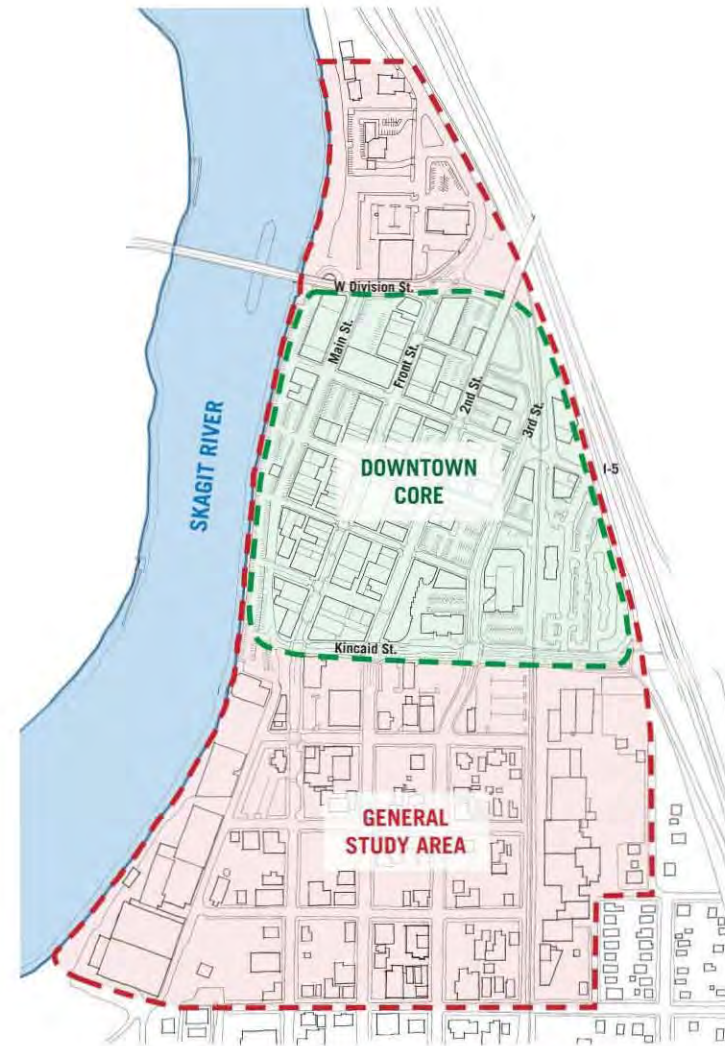 W Division St.
Main St.
Front St.
2nd St.
3rd St.
I-5
SKAGIT RIVER
DOWNTOWN
CORE
Kincaid St.
GENERAL
STUDY AREA